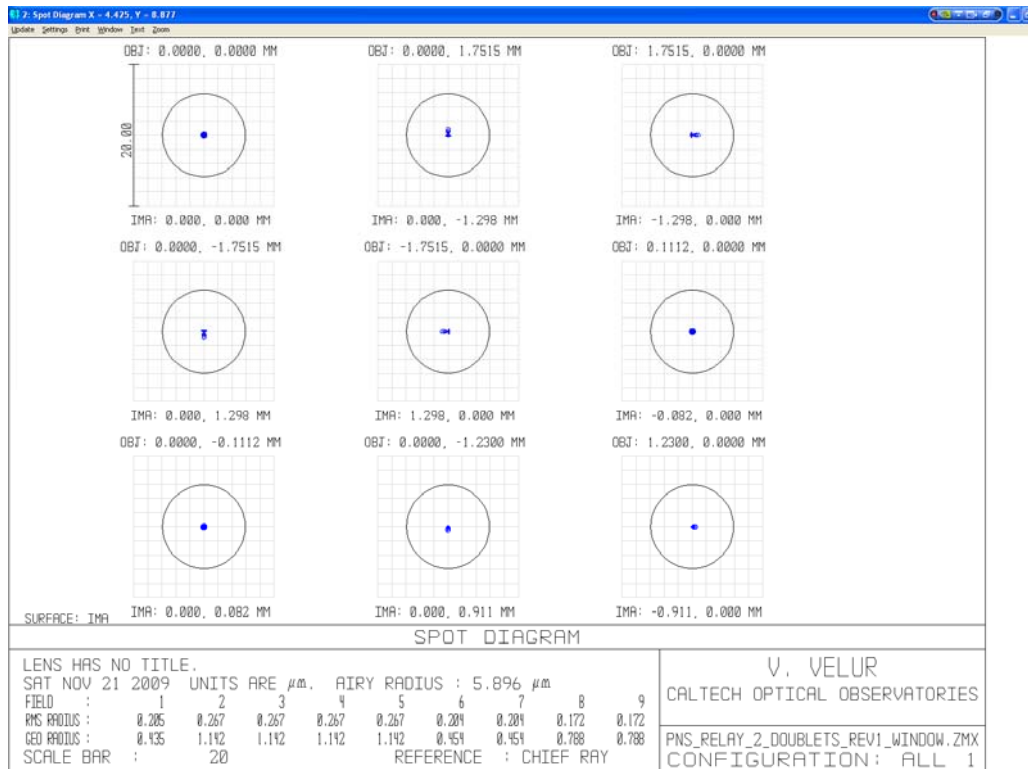 2: Spot Diagram X = 4.425, Y = 8.877
Update Settings Print Window Text Zoom
OBJ: 0.0000, 0.0000 MM
OBJ: 0.0000, 1.7515 MM
OBJ: 1.7515, 0.0000 MM
20.00
IMA: 0.000, 0.000 MM
IMA: 0.000, -1.298 MM
IMA: -1.298, 0.000 MM
OBJ: 0.0000, -1.7515 MM
OBJ: -1.7515, 0.0000 MM
OBJ: 0.1112, 0.0000 MM
IMA: 0.000, 1.298 MM
IMA: 1.298, 0.000 MM
IMA: -0.082, 0.000 MM
OBJ: 0.0000, -0.1112 MM
OBJ: 0.0000, -1.2300 MM
OBJ: 1.2300, 0.0000 MM
IMA: 0.000, 0.082 MM
IMA: 0.000, 0.911 MM
IMA: -0.911, 0.000 MM
SURFACE: IMA
SPOT DIAGRAM
LENS HAS NO TITLE.
SAT NOV 21 2009 UNITS ARE µm. AIRY RADIUS : 5.896 µm
FIELD : 1 2 3 4 5 6 7 8 9
RMS RADIUS : 0.205 0.267 0.267 0.267 0.267 0.204 0.204 0.172 0.172
GEO RADIUS : 0.435 1.142 1.142 1.142 1.142 0.454 0.454 0.788 0.788
SCALE BAR : 20 REFERENCE : CHIEF RAY
V. VELUR
CALTECH OPTICAL OBSERVATORIES
PNS_RELAY_2_DOUBLETS_REV1_WINDOW.ZMX
CONFIGURATION: ALL 1